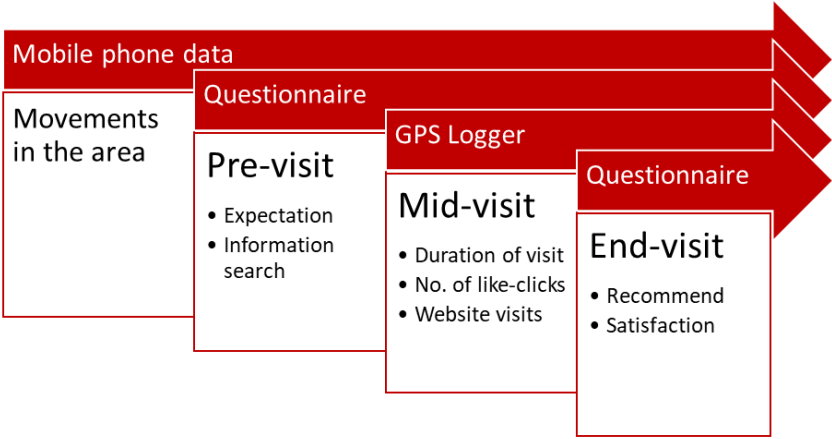 Mobile phone data
Movements
in the area
Questionnaire
Pre-visit
• Expectation
• Information
search
GPS Logger
Mid-visit
• Duration of visit
• No. of like-clicks
• Website visits
Questionnaire
End-visit
• Recommend
• Satisfaction